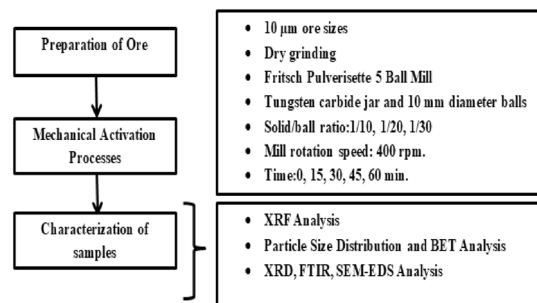 Preparation of Ore
Mechanical Activation
Processes
Characterization of
samples
• 10 µm ore sizes
• Dry grinding
• Fritsch Pulverisette 5 Ball Mill
• Tungsten carbide jar and 10 mm diameter balls
• Solid/ball ratio:1/10, 1/20, 1/30
• Mill rotation speed: 400 rpm.
• Time:0, 15, 30, 45, 60 min.
• XRF Analysis
• Particle Size Distribution and BET Analysis
• XRD, FTIR, SEM-EDS Analysis